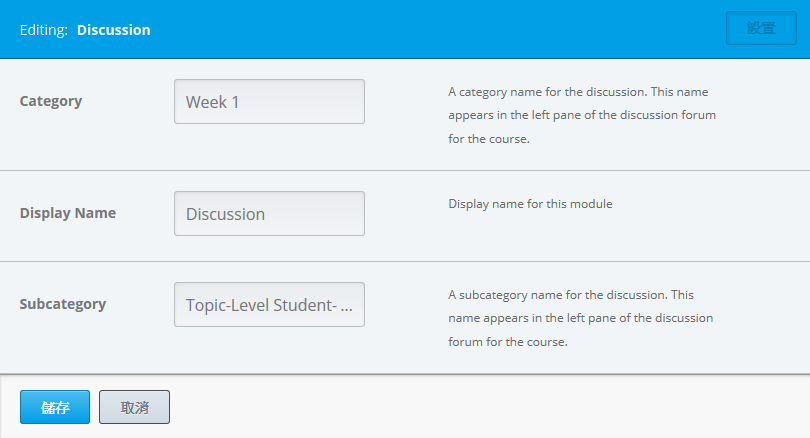 Editing: Discussion
設置
Category
Week 1
A category name for the discussion. This name
appears in the left pane of the discussion forum
for the course.
Display Name
Discussion
Display name for this module
Subcategory
Topic-Level Student- ...
A subcategory name for the discussion. This
name appears in the left pane of the discussion
forum for the course.
儲存
取消